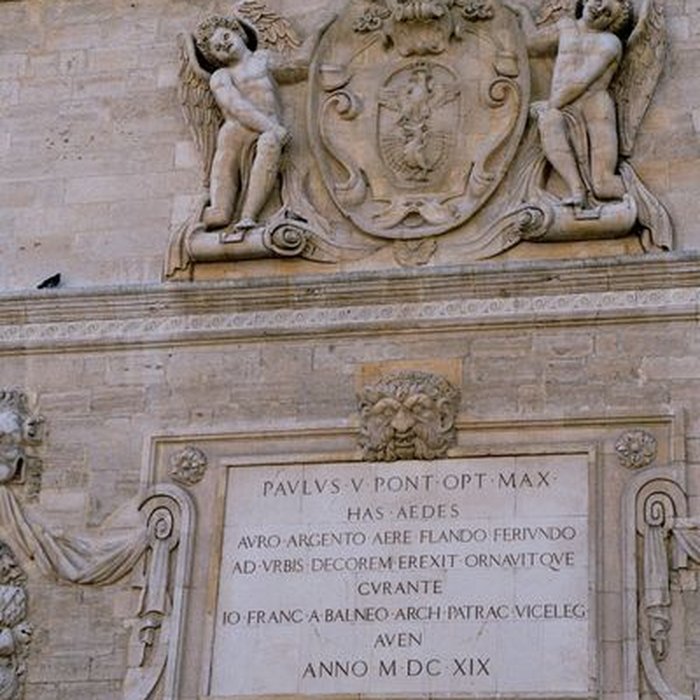 PAVLVS·V·PONT·OPT·MAX·
HAS·AEDES
AVRO·ARGENTO AERE FLANDO FERIVNDO
AD·VRBIS·DECOREM EREXIT ORNAVITQVE
CVRANTE
IO·FRANC·A·BALNEO·ARCH·PATRAC·VICELEG·
AVEN
ANNO M·DC XIX